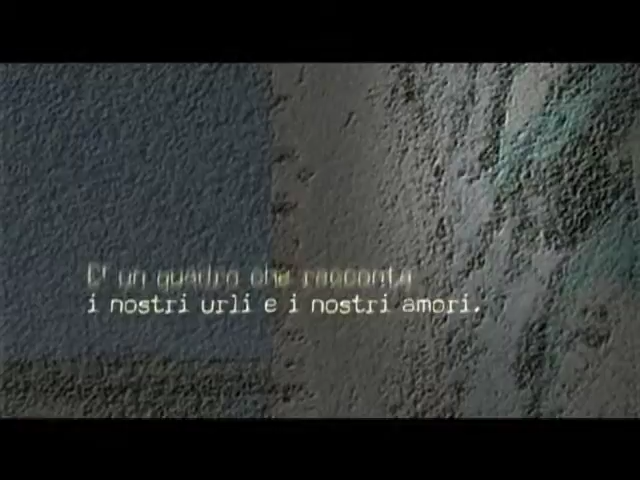 D' un quadro che racconta
i nostri urli e i nostri amori.